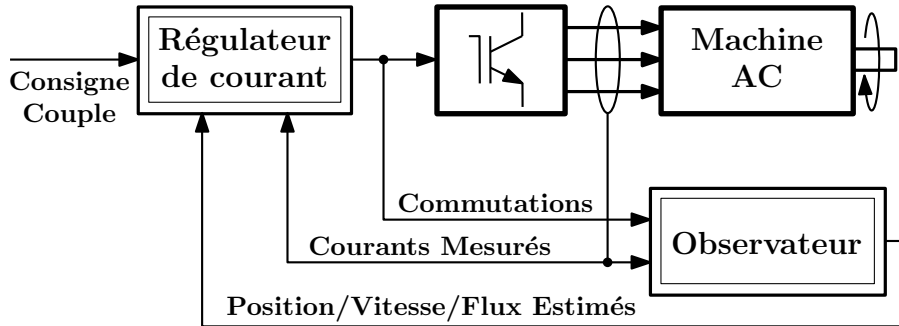 Régulateur
de courant
Machine
AC
Consigne
Couple
Commutations
Courants Mesurés
Observateur
Position/Vitesse/Flux Estimés